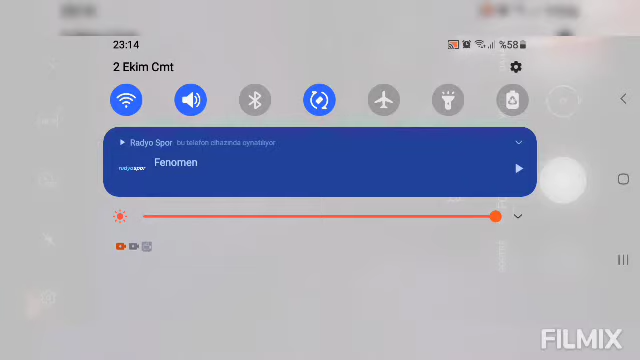 23:14
%58
2 Ekim Cmt
Radyo Spor bu telefon cihazında oynatılıyor
radyospor
Fenomen
FILMIX